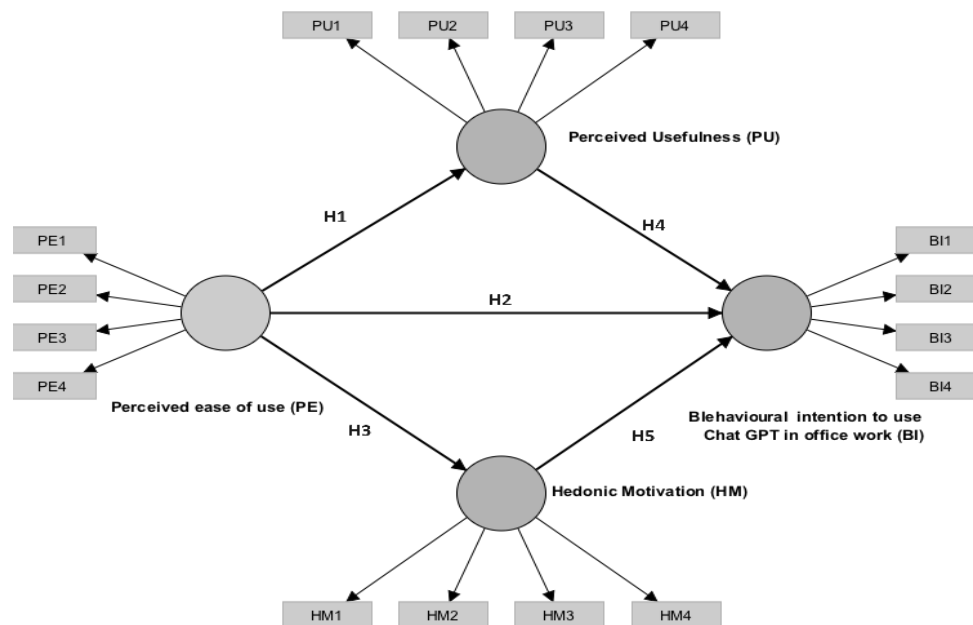 PU1 PU2 PU3 PU4
Perceived Usefulness (PU)
H1
H4
PE1
PE2
PE3
PE4
BI1
BI2
BI3
BI4
H2
Perceived ease of use (PE)
H3
H5
Blehavioural intention to use
Chat GPT in office work (BI)
Hedonic Motivation (HM)
HM1 HM2 HM3 HM4